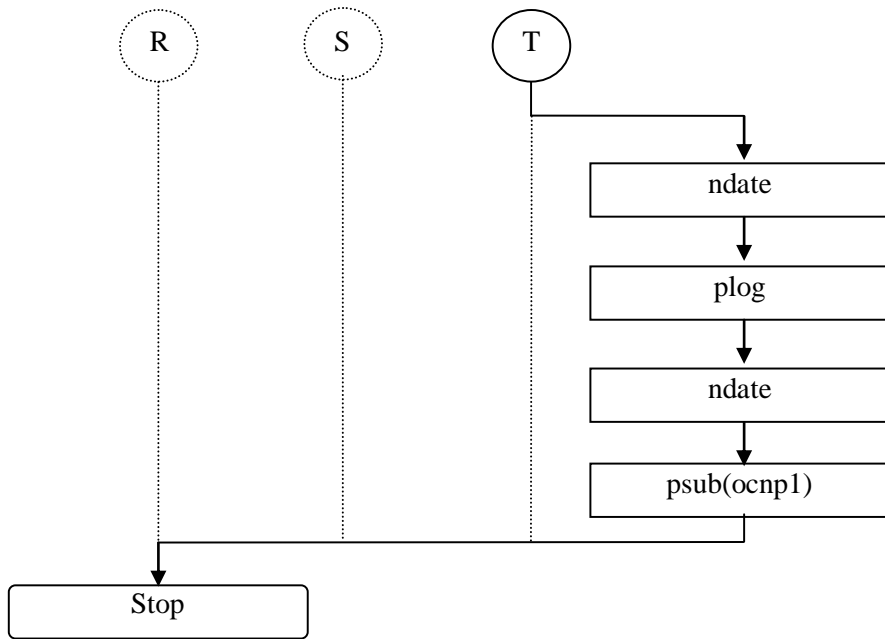 R
S
T
ndate
plog
ndate
psub(ocnp1)
Stop